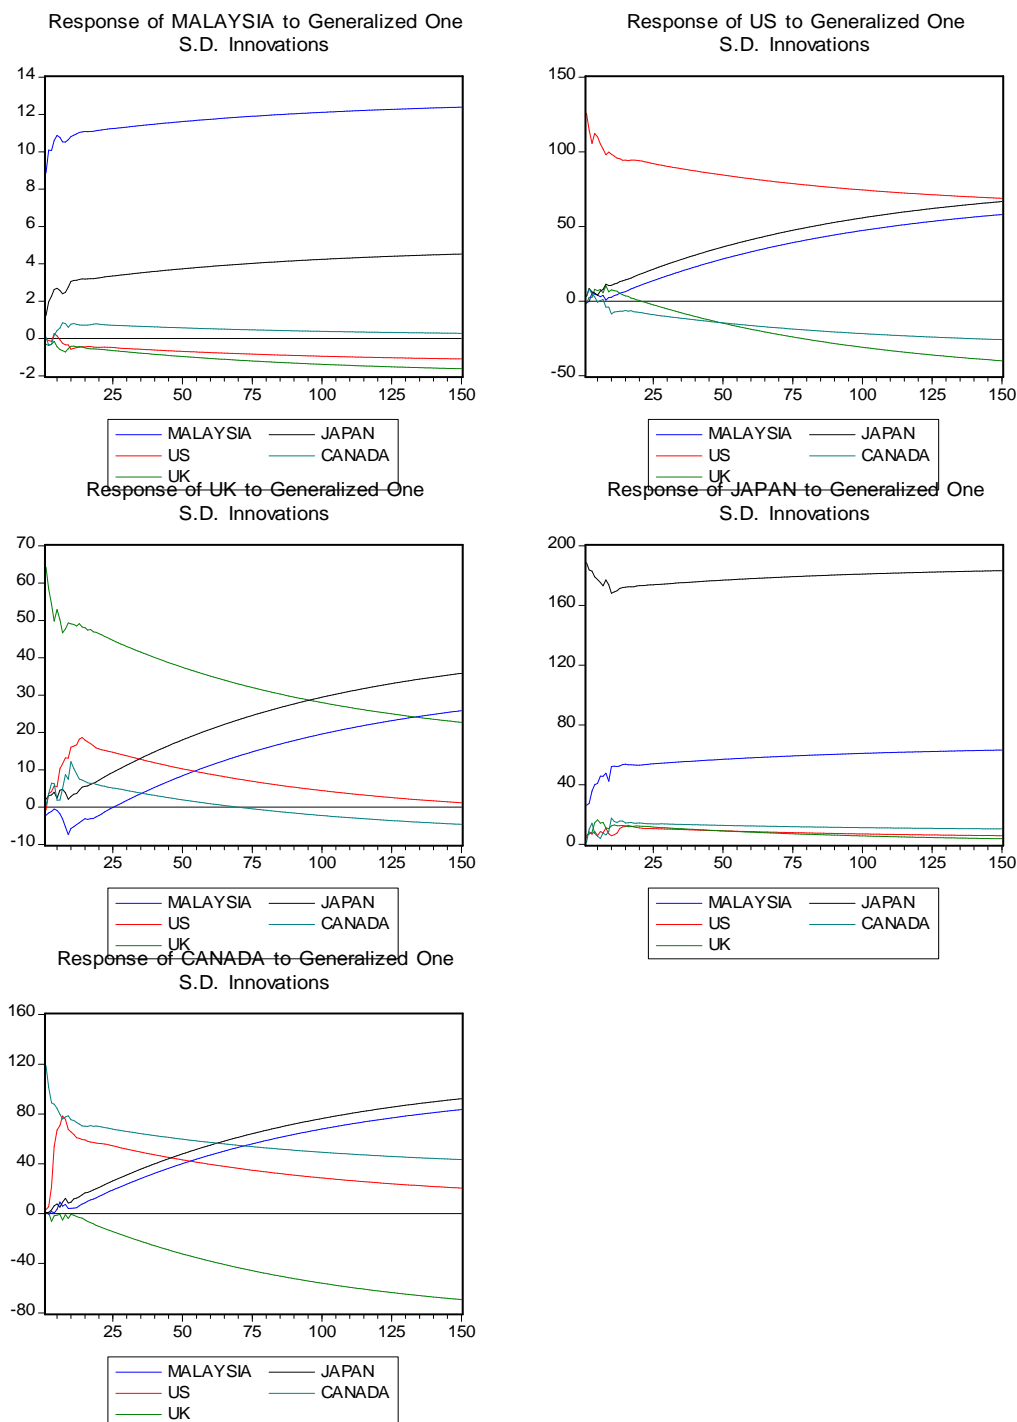 Response of MALAYSIA to Generalized One
S.D. Innovations
14
12
10
8
6
4
2
0
-2
25 50 75 100 125 150
MALAYSIA JAPAN
US CANADA
UK
Response of US to Generalized One
S.D. Innovations
150
100
50
0
-50
25 50 75 100 125 150
MALAYSIA JAPAN
US CANADA
UK
Response of UK to Generalized One
S.D. Innovations
70
60
50
40
30
20
10
0
-10
25 50 75 100 125 150
MALAYSIA JAPAN
US CANADA
UK
Response of JAPAN to Generalized One
S.D. Innovations
200
160
120
80
40
0
25 50 75 100 125 150
MALAYSIA JAPAN
US CANADA
UK
Response of CANADA to Generalized One
S.D. Innovations
160
120
80
40
0
-40
-80
25 50 75 100 125 150
MALAYSIA JAPAN
US CANADA
UK